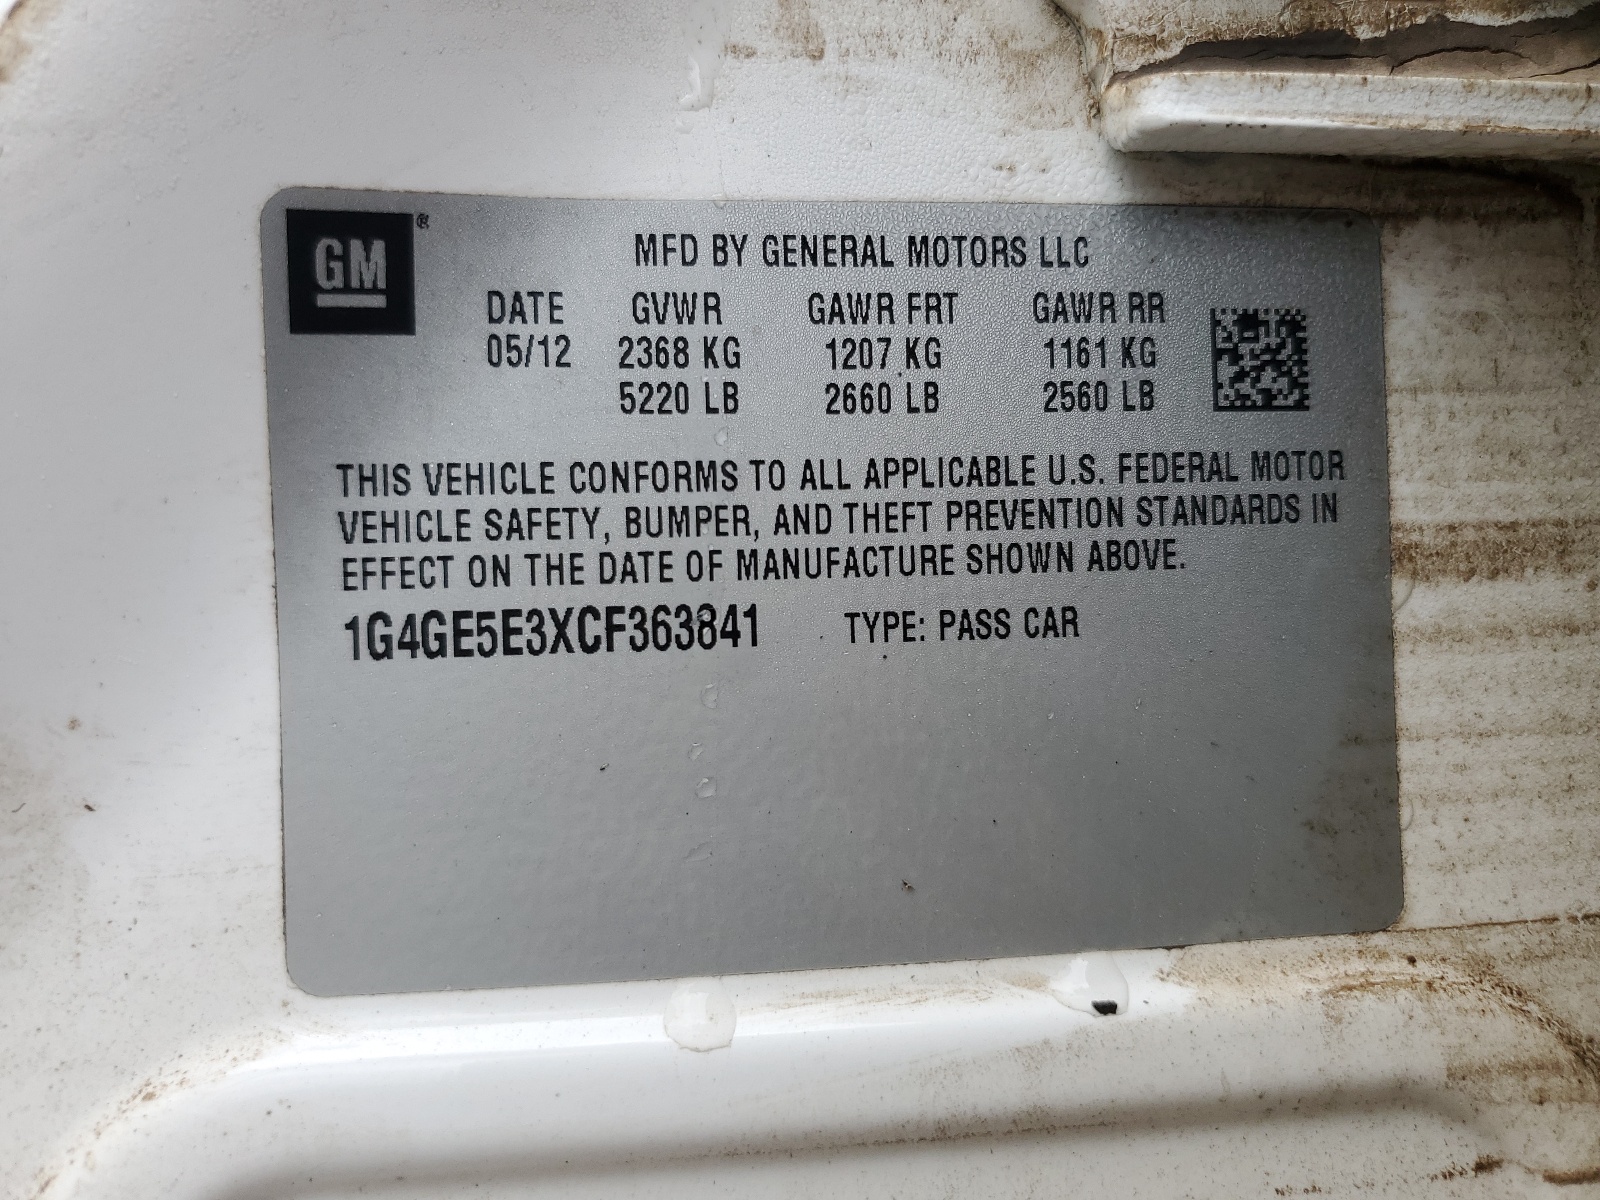 GM®
MFD BY GENERAL MOTORS LLC
DATE GVWR GAWR FRT GAWR RR
05/12 2368 KG 1207 KG 1161 KG
5220 LB 2660 LB 2560 LB
THIS VEHICLE CONFORMS TO ALL APPLICABLE U.S. FEDERAL MOTOR
VEHICLE SAFETY, BUMPER, AND THEFT PREVENTION STANDARDS IN
EFFECT ON THE DATE OF MANUFACTURE SHOWN ABOVE.
1G4GE5E3XCF363841 TYPE: PASS CAR